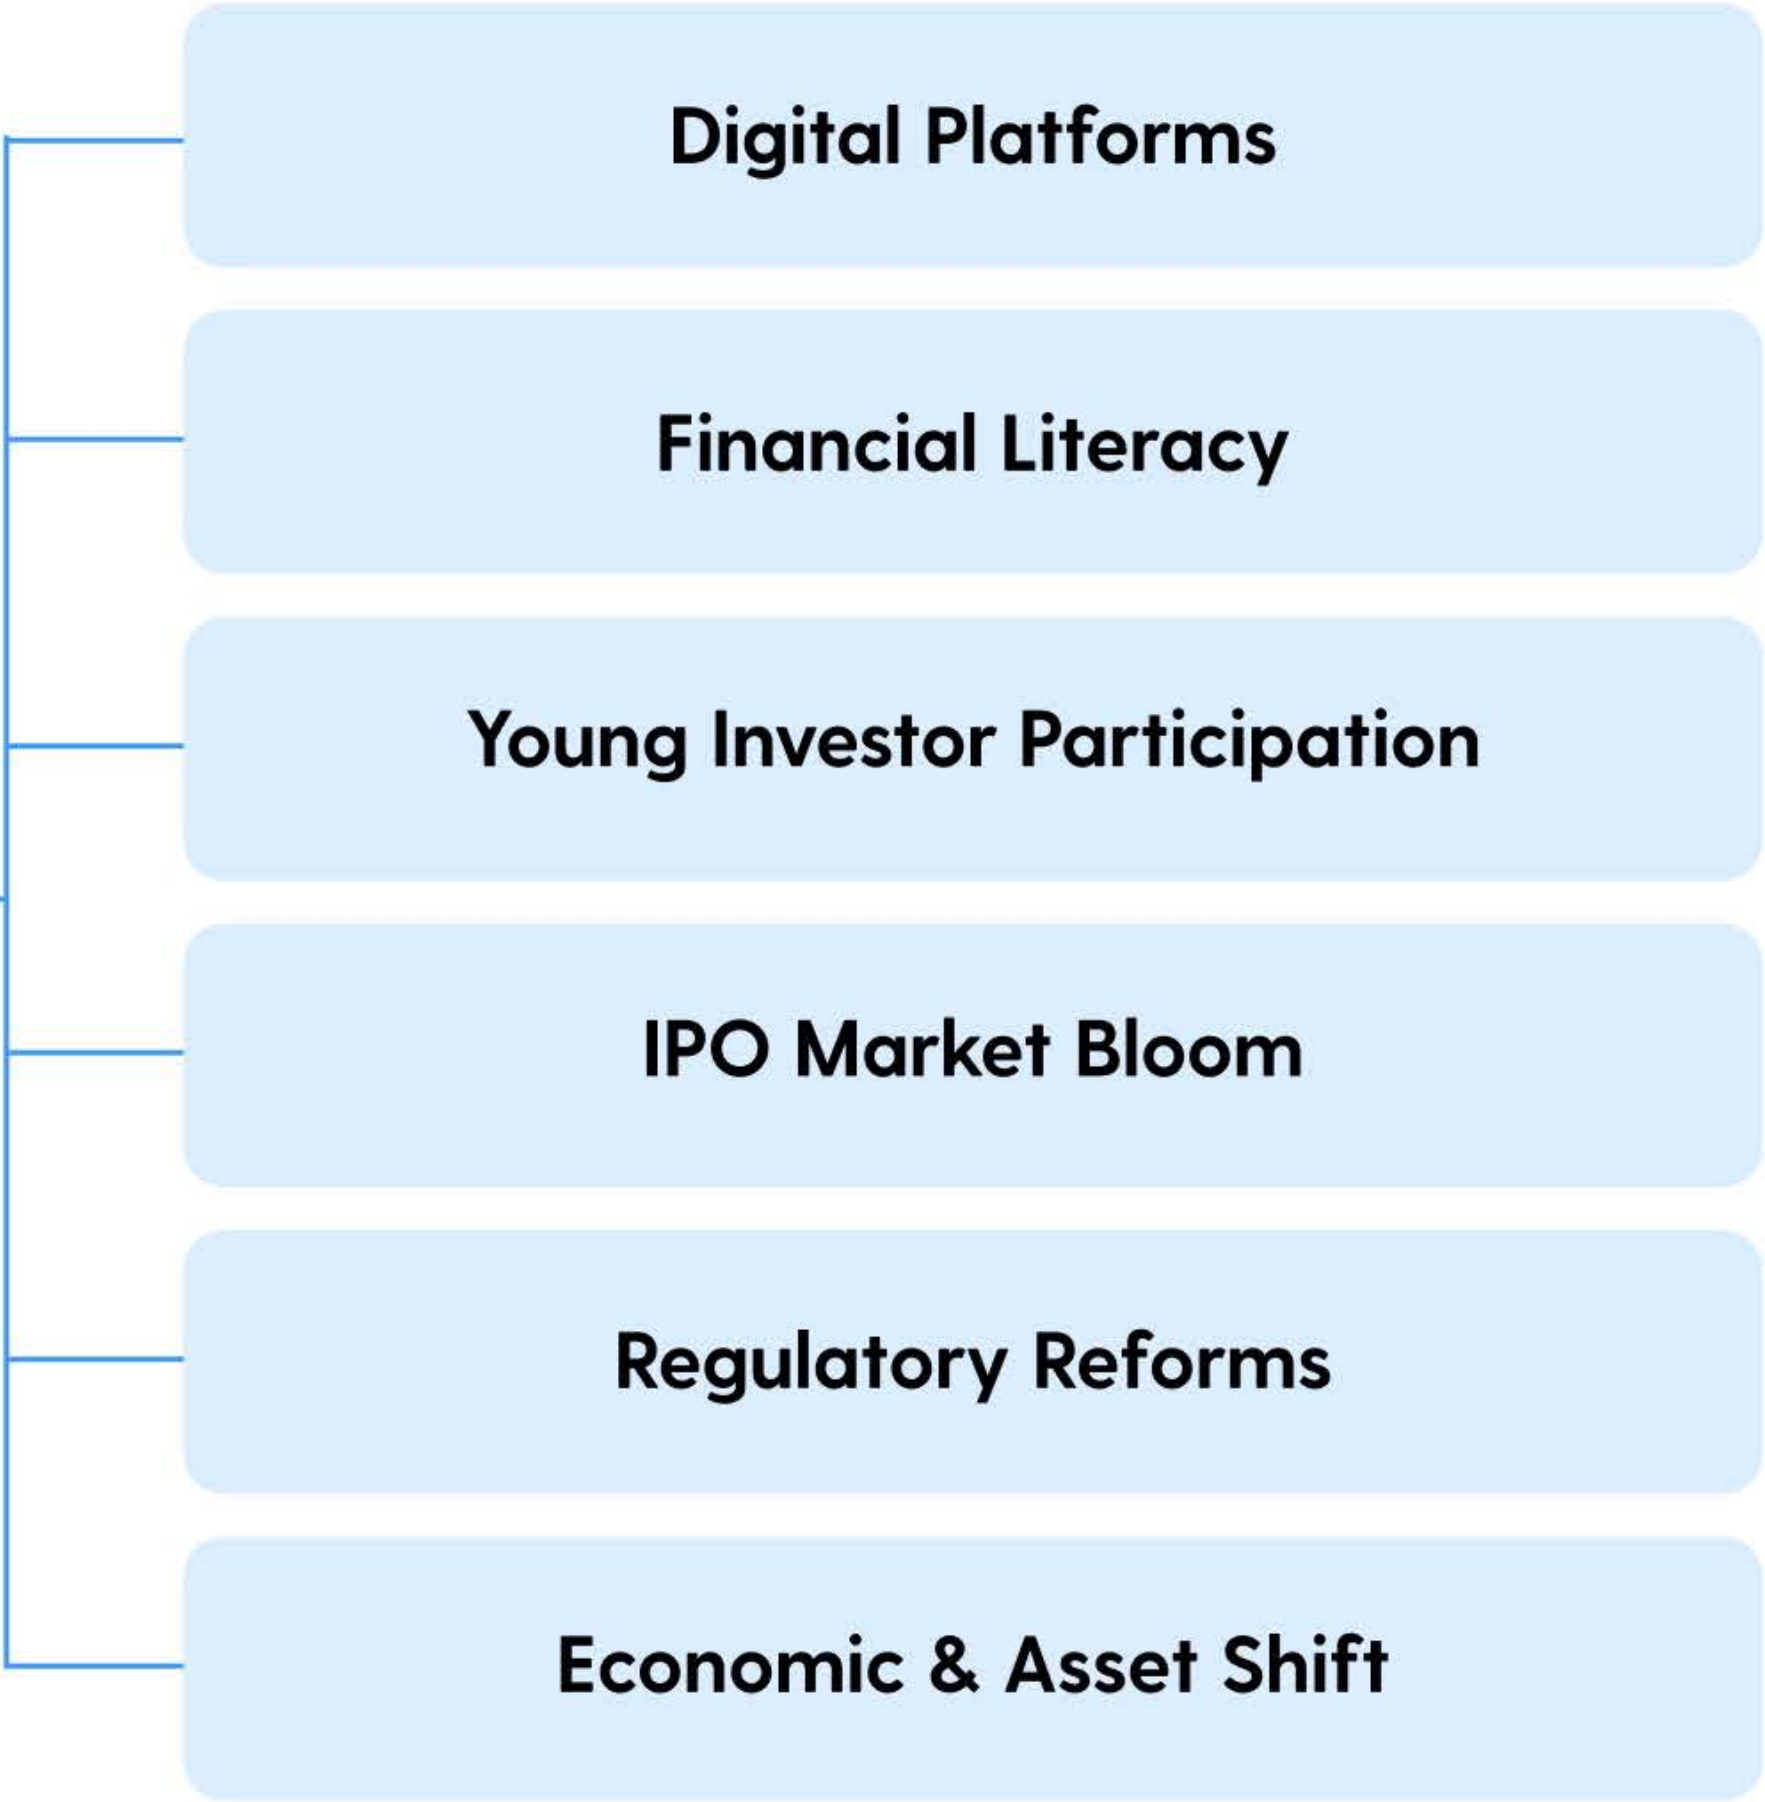 Digital Platforms
Financial Literacy
Young Investor Participation
IPO Market Bloom
Regulatory Reforms
Economic & Asset Shift